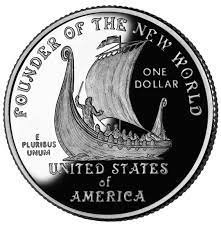 FOUNDER OF THE NEW WORLD
ONE
DOLLAR
E
PLURIBUS
UNUM
UNITED STATES
of
AMERICA